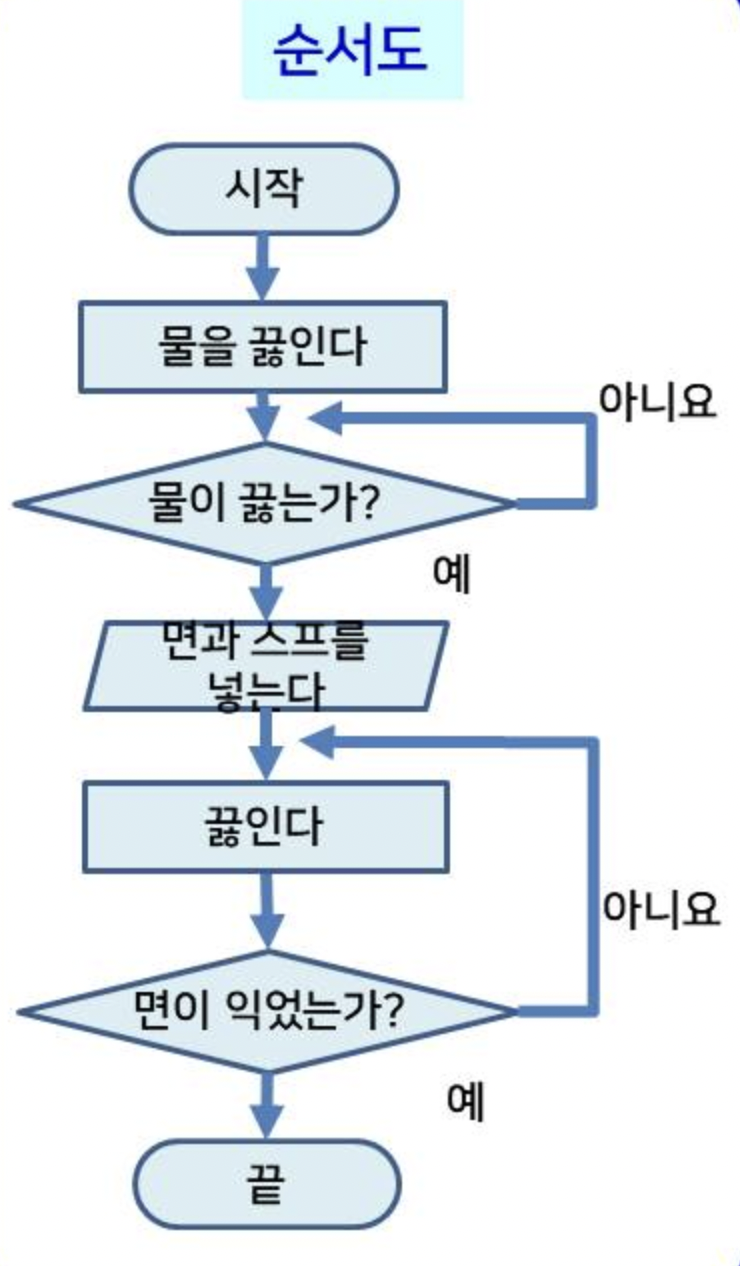 순서도
시작
물을 끓인다
아니요
물이 끓는가?
예
면과 스프를
넣는다
끓인다
아니요
면이 익었는가?
예
끝